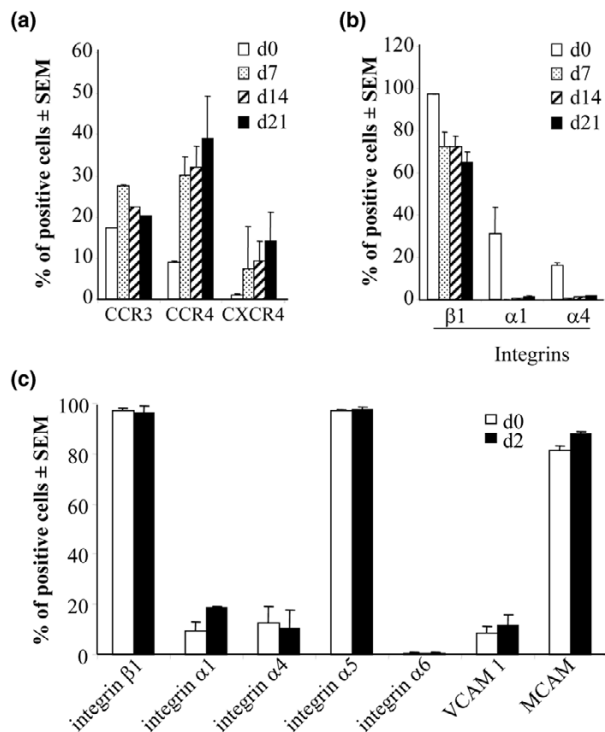 (a)
% of positive cells ± SEM
60
50
40
30
20
10
0
d0
d7
d14
d21
CCR3 CCR4 CXCR4
(b)
% of positive cells ± SEM
120
100
80
60
40
20
0
d0
d7
d14
d21
β1 α1 α4
Integrins
(c)
% of positive cells ± SEM
100
80
60
40
20
0
d0
d2
integrin β1
integrin α1
integrin α4
integrin α5
integrin α6
VCAM 1
MCAM